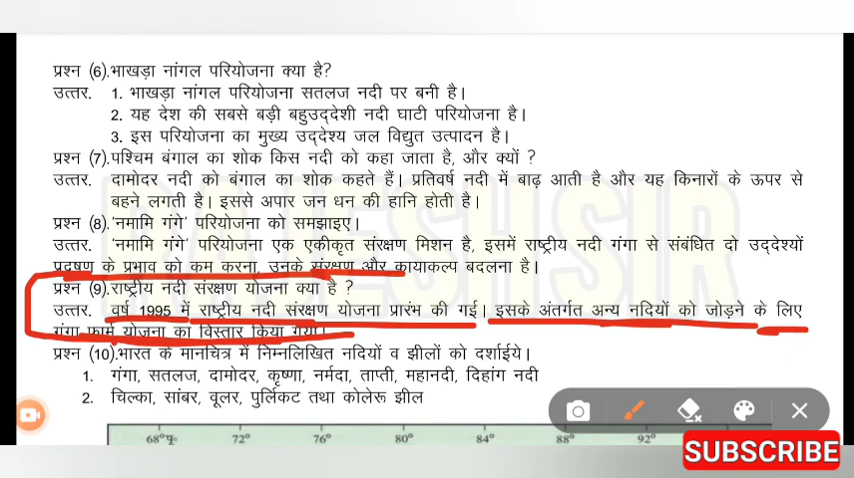 प्रश्न (6).भाखड़ा नांगल परियोजना क्या है?
उत्तर. 1. भाखड़ा नांगल परियोजना सतलज नदी पर बनी है।
2. यह देश की सबसे बड़ी बहुउद्देशी नदी घाटी परियोजना है।
3. इस परियोजना का मुख्य उद्देश्य जल विद्युत उत्पादन है।
प्रश्न (7).पश्चिम बंगाल का शोक किस नदी को कहा जाता है, और क्यों ?
उत्तर. दामोदर नदी को बंगाल का शोक कहते हैं। प्रतिवर्ष नदी में बाढ़ आती है और यह किनारों के ऊपर से
बहने लगती है। इससे अपार जन धन की हानि होती है।
प्रश्न (8).'नमामि गंगे' परियोजना को समझाइए।
उत्तर. 'नमामि गंगे' परियोजना एक एकीकृत संरक्षण मिशन है, इसमें राष्ट्रीय नदी गंगा से संबंधित दो उद्देश्यों
प्रदूषण के प्रभाव को कम करना, उनके संरक्षण और कायाकल्प बदलना है।
प्रश्न (9).राष्ट्रीय नदी संरक्षण योजना क्या है ?
उत्तर. वर्ष 1995 में राष्ट्रीय नदी संरक्षण योजना प्रारंभ की गई। इसके अंतर्गत अन्य नदियों को जोड़ने के लिए
गंगा फार्म योजना का विस्तार किया गया।
प्रश्न (10).भारत के मानचित्र में निम्नलिखित नदियों व झीलों को दर्शाईये।
1. गंगा, सतलज, दामोदर, कृष्णा, नर्मदा, ताप्ती, महानदी, दिहांग नदी
2. चिल्का, सांबर, वूलर, पुर्लिकट तथा कोलेरू झील
68°पू॰ 72° 76° 80° 84° 88° 92°
SUBSCRIBE
RAJESH SIR